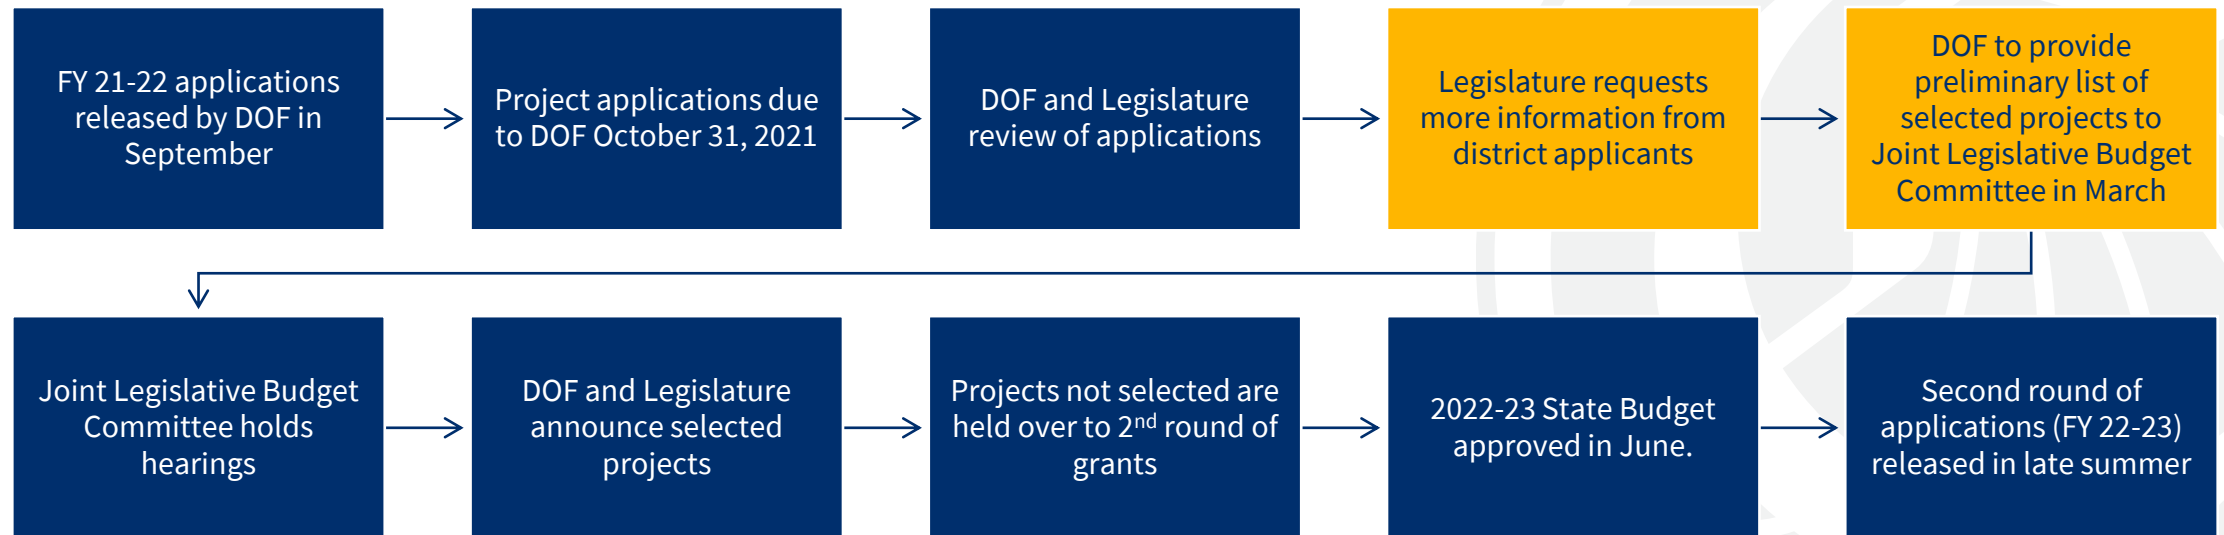 FY 21-22 applications
released by DOF in
September
Project applications due
to DOF October 31, 2021
DOF and Legislature
review of applications
Legislature requests
more information from
district applicants
DOF to provide
preliminary list of
selected projects to
Joint Legislative Budget
Committee in March
Joint Legislative Budget
Committee holds
hearings
DOF and Legislature
announce selected
projects
Projects not selected are
held over to 2nd round of
grants
2022-23 State Budget
approved in June.
Second round of
applications (FY 22-23)
released in late summer